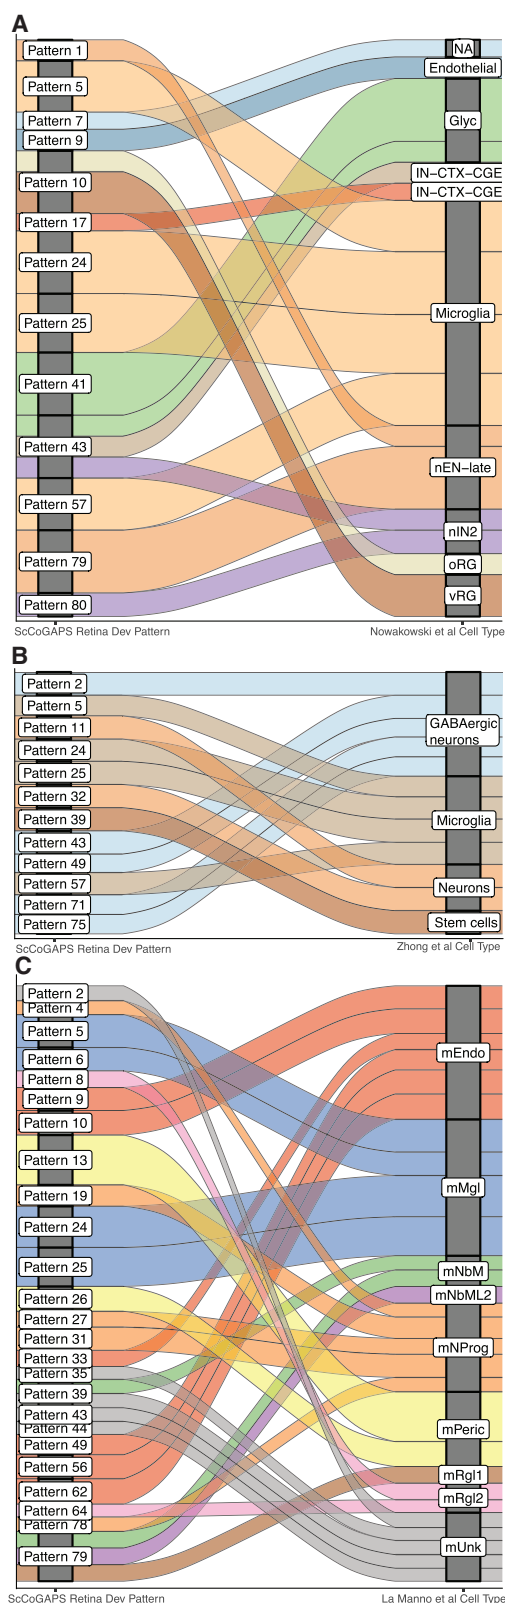 A
Pattern 1
Pattern 5
Pattern 7
Pattern 9
Pattern 10
Pattern 17
Pattern 24
Pattern 25
Pattern 41
Pattern 43
Pattern 57
Pattern 79
Pattern 80
NA
Endothelial
Glyc
IN−CTX−CGE
IN−CTX−CGE
Microglia
nEN−late
nIN2
oRG
vRG
ScCoGAPS Retina Dev Pattern
Nowakowski et al Cell Type
B
Pattern 2
Pattern 5
Pattern 11
Pattern 24
Pattern 25
Pattern 32
Pattern 39
Pattern 43
Pattern 49
Pattern 57
Pattern 71
Pattern 75
GABAergic
neurons
Microglia
Neurons
Stem cells
ScCoGAPS Retina Dev Pattern
Zhong et al Cell Type
C
Pattern 2
Pattern 4
Pattern 5
Pattern 6
Pattern 8
Pattern 9
Pattern 10
Pattern 13
Pattern 19
Pattern 24
Pattern 25
Pattern 26
Pattern 27
Pattern 31
Pattern 33
Pattern 35
Pattern 39
Pattern 43
Pattern 44
Pattern 49
Pattern 56
Pattern 62
Pattern 64
Pattern 78
Pattern 79
mEndo
mMgl
mNbM
mNbML2
mNProg
mPeric
mRgl1
mRgl2
mUnk
ScCoGAPS Retina Dev Pattern
La Manno et al Cell Type